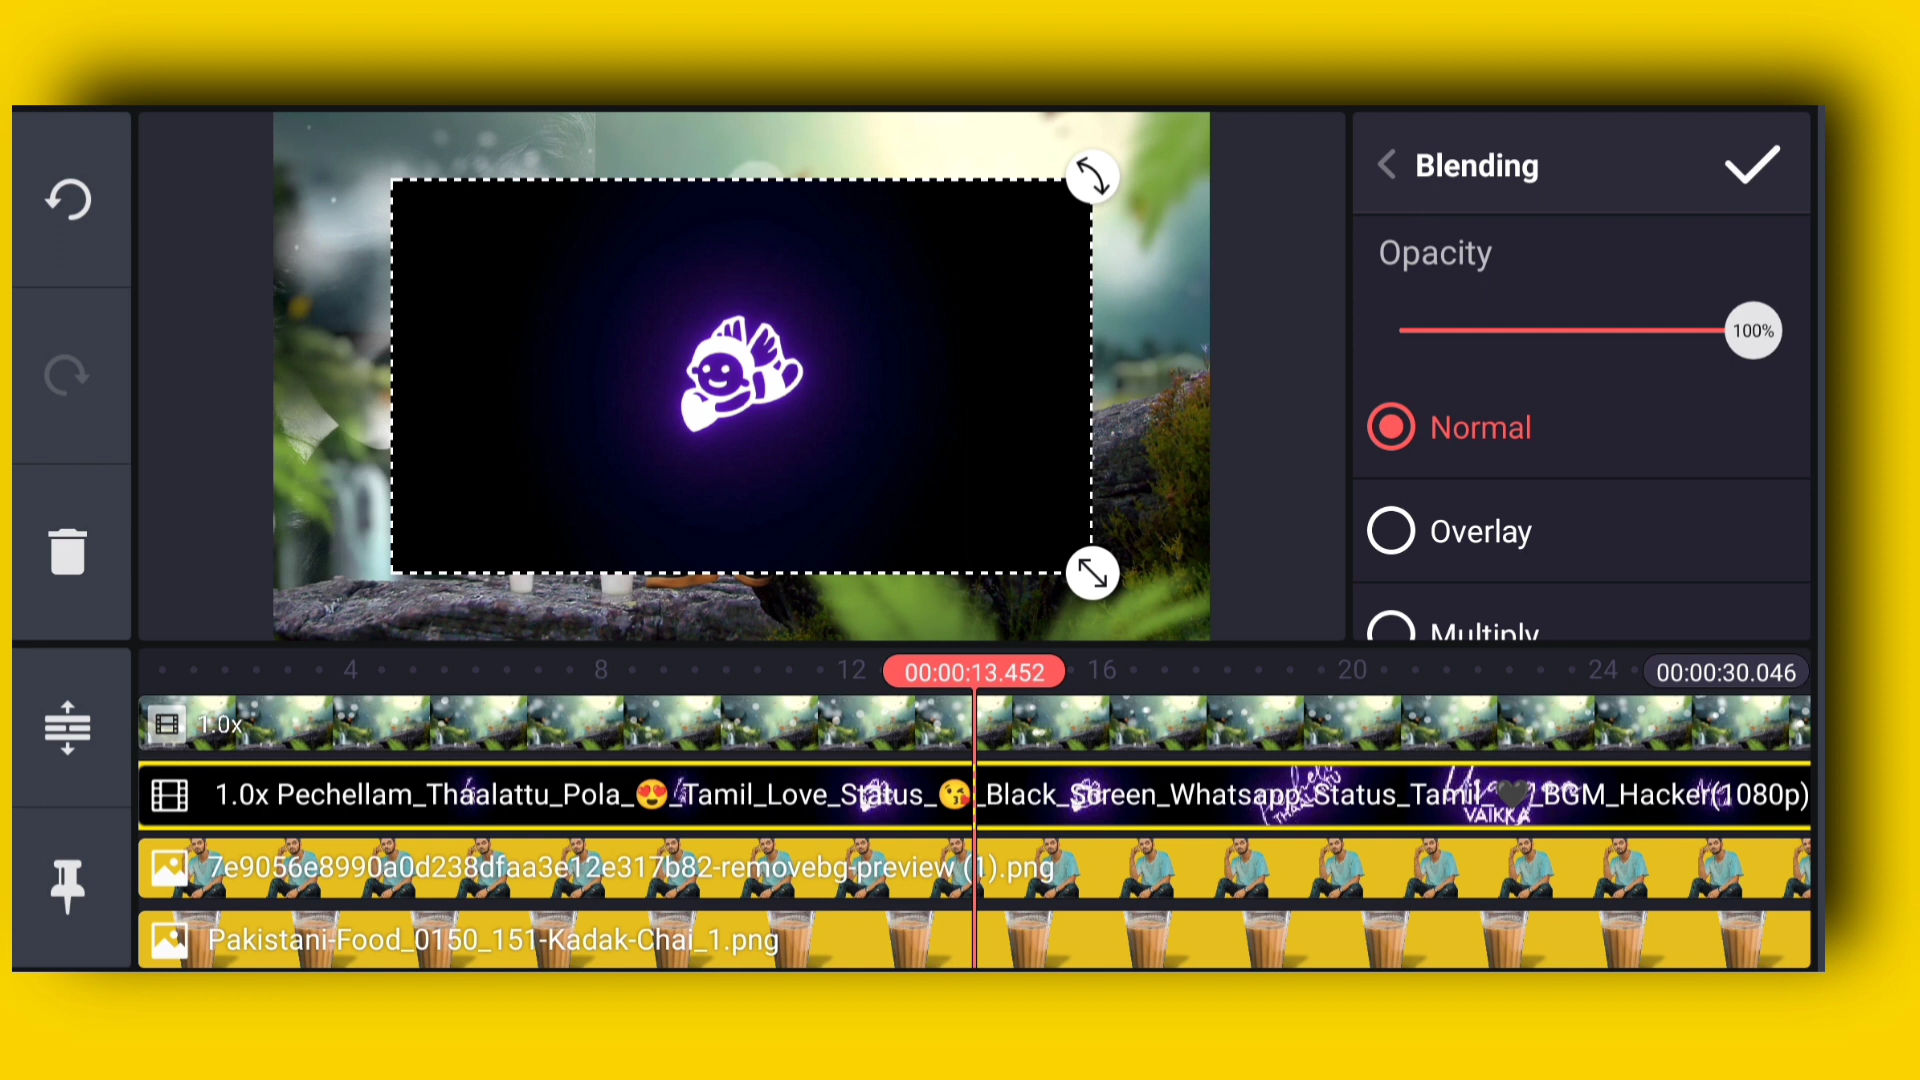 Blending
Opacity
100%
Normal
Overlay
Multiply
4 8 12 00:00:13.452 16 20 24 00:00:30.046
1.0x
1.0x Pechellam_Thaalattu_Pola_😍_Tamil_Love_Status_😘_Black_Screen_Whatsapp_Status_Tamil_🖤_BGM_Hacker(1080p)
VAIKKA
7e9056e8990a0d238dfaa3e12e317b82-removebg-preview (1).png
Pakistani-Food_0150_151-Kadak-Chai_1.png